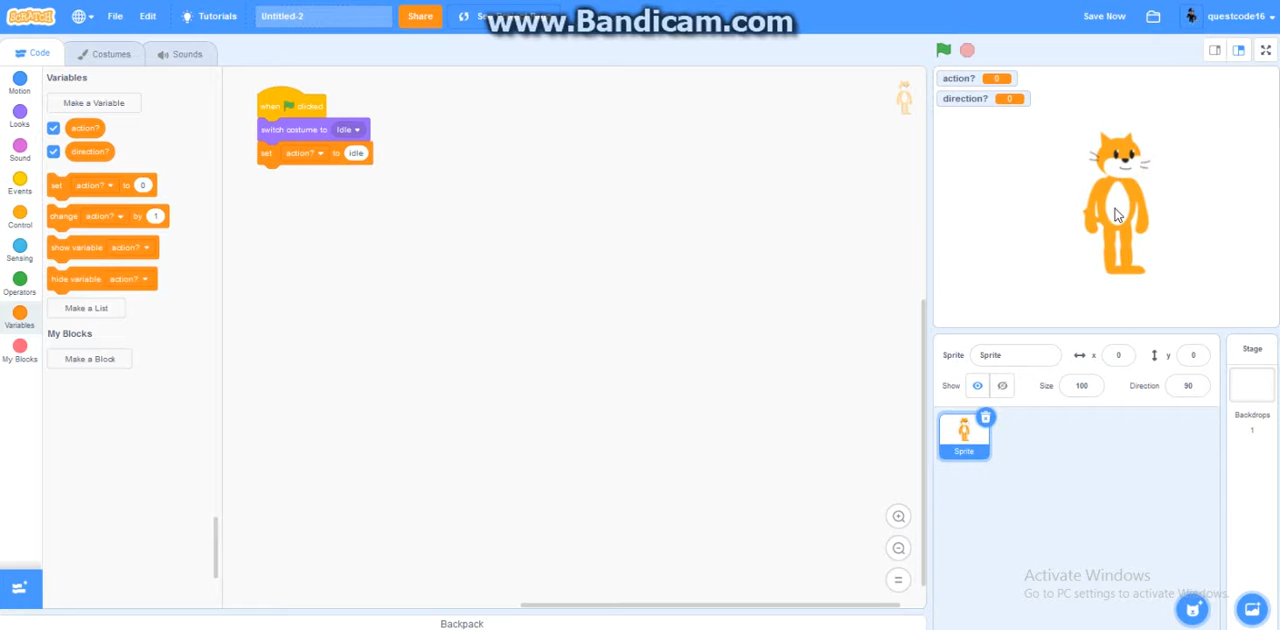 SCRATCH
File
Edit
Tutorials
Untitled-2
Share
www.Bandicam.com
Save Now
questcode16
Code
Costumes
Sounds
Motion
Looks
Sound
Events
Control
Sensing
Operators
Variables
My Blocks
Variables
Make a Variable
action?
direction?
set action? to 0
change action? by 1
show variable action?
hide variable action?
Make a List
My Blocks
Make a Block
when clicked
switch costume to Idle
set action? to idle
action? 0
direction? 0
Sprite Sprite x 0 y 0
Show Size 100 Direction 90
Sprite
Stage
Backdrops
1
Activate Windows
Go to PC settings to activate Windows.
Backpack